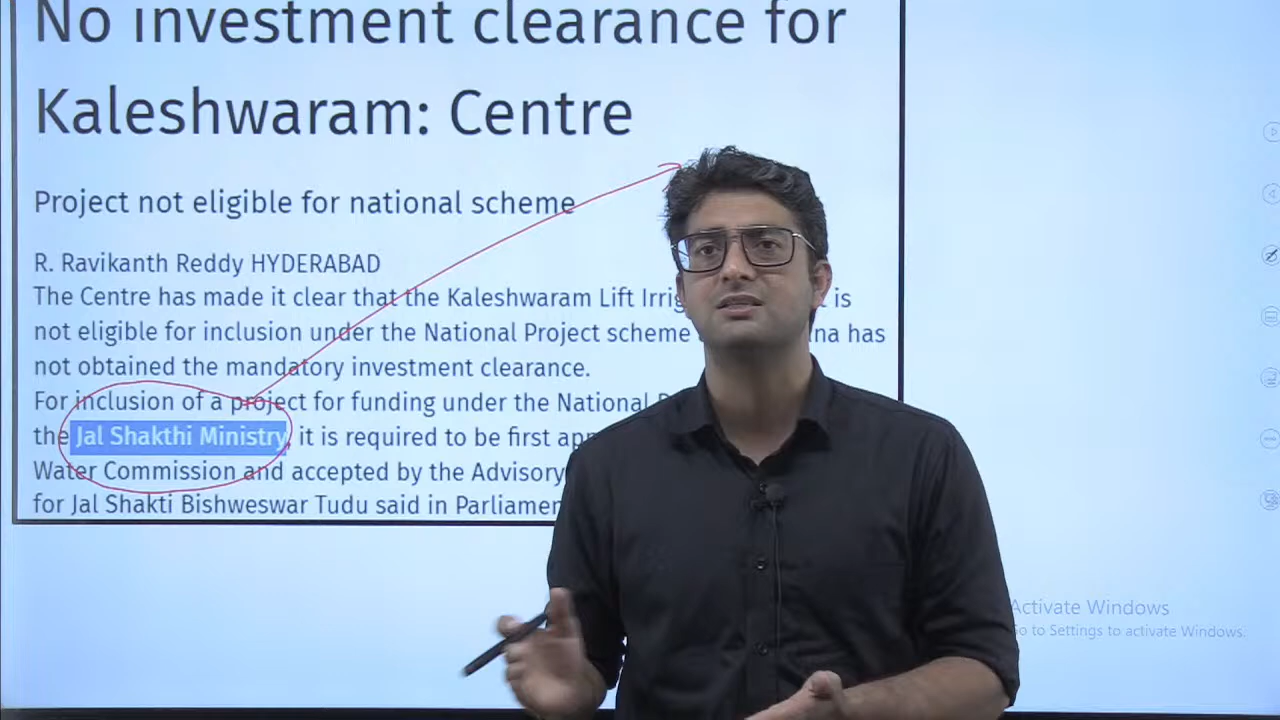 No investment clearance for
Kaleshwaram: Centre
Project not eligible for national scheme
R. Ravikanth Reddy HYDERABAD
The Centre has made it clear that the Kaleshwaram Lift is
not eligible for inclusion under the National Project scheme has
not obtained the mandatory investment clearance.
For inclusion of a project for funding under the National
the Jal Shakthi Ministry, it is required to be first
Water Commission and accepted by the Advisory
for Jal Shakti Bishweswar Tudu said in
Activate Windows
Go to Settings to activate Windows.